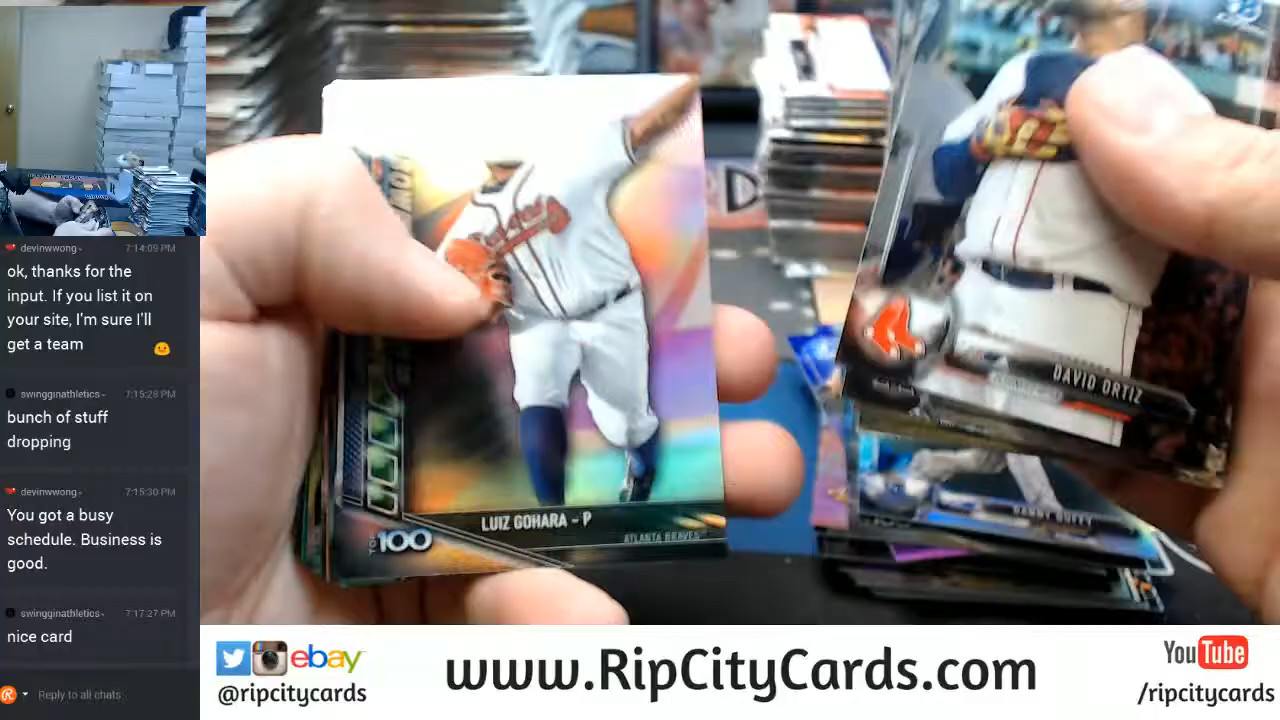 devinwwong
7:14:09 PM
ok, thanks for the
input. If you list it on
your site, I'm sure I'll
get a team
swingginathletics
7:15:28 PM
bunch of stuff
dropping
devinwwong
7:15:30 PM
You got a busy
schedule. Business is
good.
swingginathletics
7:17:27 PM
nice card
Reply to all chats
Braves
LUIZ GOHARA - P
ATLANTA BRAVES
TOP 100
DAVID ORTIZ
DANNY DUFFY
ebay
@ripcitycards
www.RipCityCards.com
YouTube
/ripcitycards